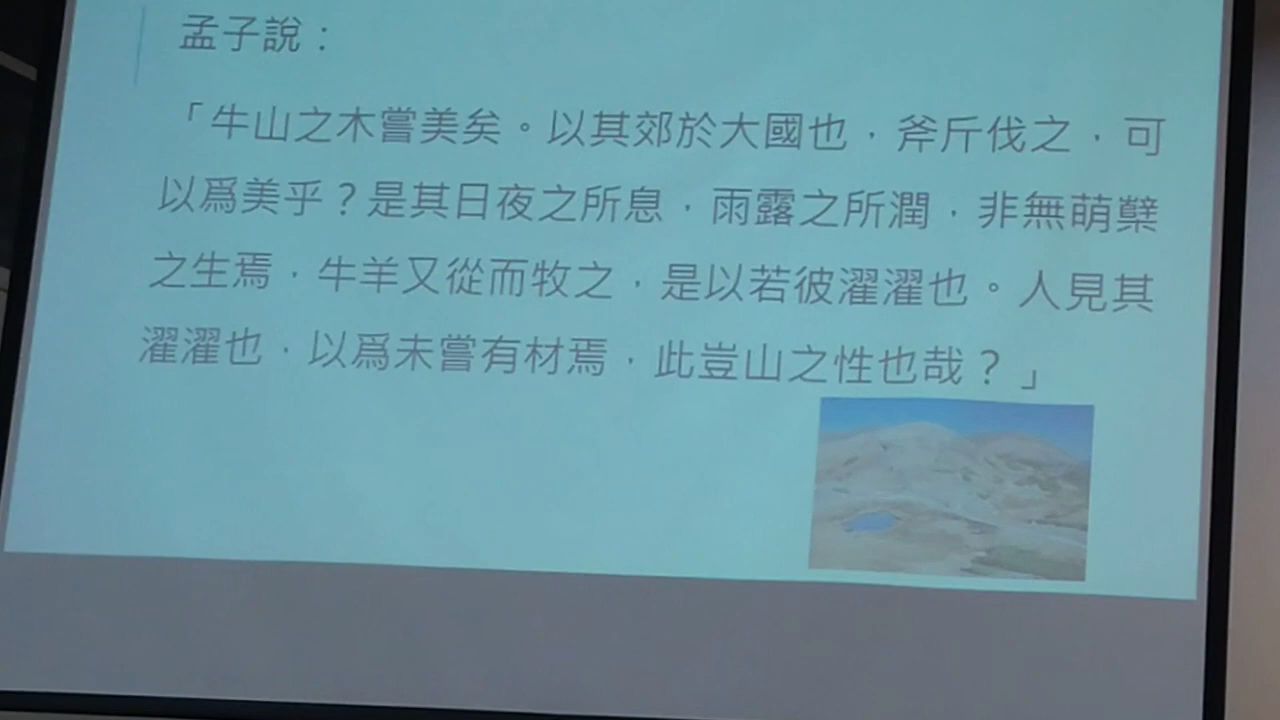 孟子說：
「牛山之木嘗美矣。以其郊於大國也，斧斤伐之，可
以爲美乎？是其日夜之所息，雨露之所潤，非無萌櫱
之生焉，牛羊又從而牧之，是以若彼濯濯也。人見其
濯濯也，以爲未嘗有材焉，此豈山之性也哉？」